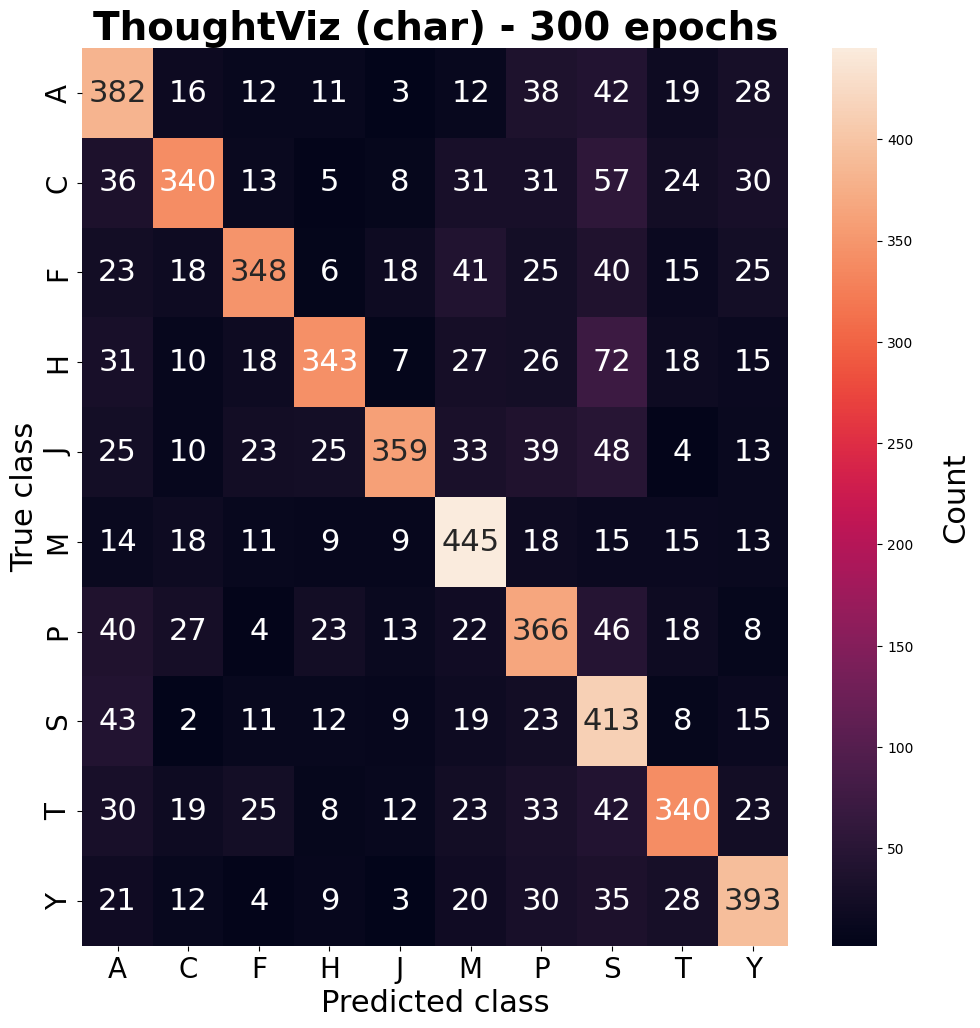 ThoughtViz (char) - 300 epochs
A 382 16 12 11 3 12 38 42 19 28
C 36 340 13 5 8 31 31 57 24 30
F 23 18 348 6 18 41 25 40 15 25
H 31 10 18 343 7 27 26 72 18 15
J 25 10 23 25 359 33 39 48 4 13
M 14 18 11 9 9 445 18 15 15 13
P 40 27 4 23 13 22 366 46 18 8
S 43 2 11 12 9 19 23 413 8 15
T 30 19 25 8 12 23 33 42 340 23
Y 21 12 4 9 3 20 30 35 28 393
A C F H J M P S T Y
Predicted class
True class
400
350
300
250
200
150
100
50
Count